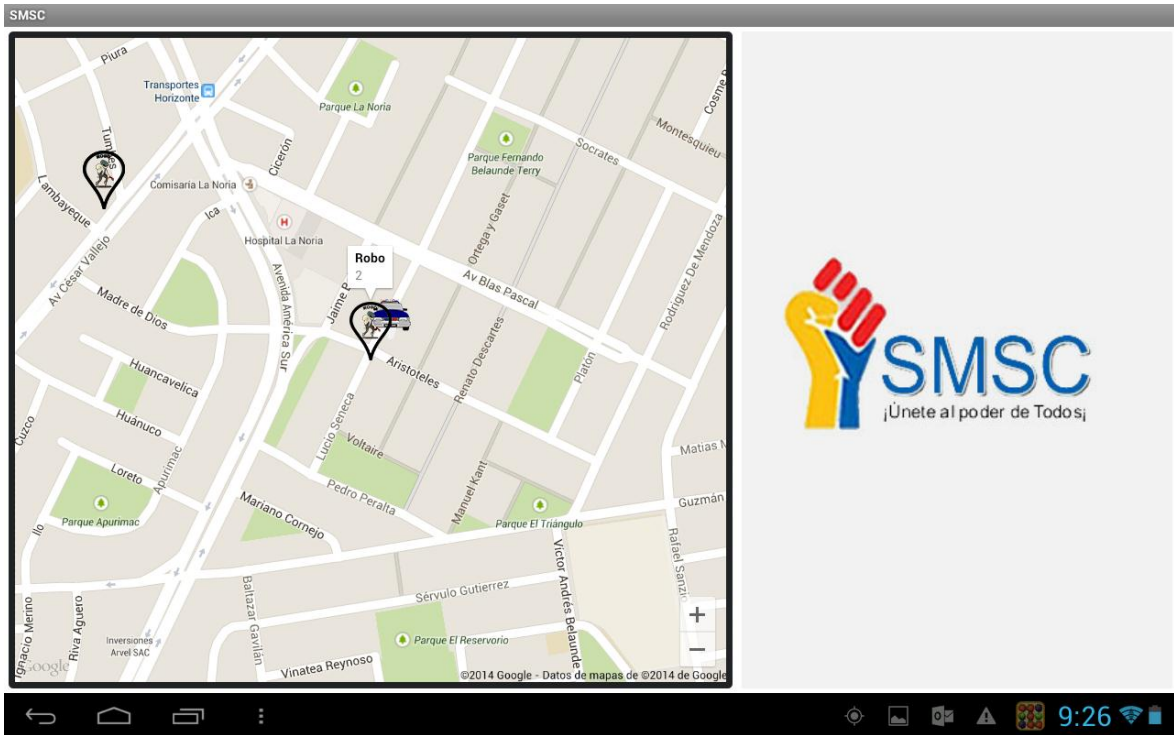 SMSC
Piura
Transportes
Horizonte
Parque La Noria
Cosme
Montesquieu
Tumbes
Cicerón
Socrates
Parque Fernando
Belaunde Terry
Comisaría La Noria
Lambayeque
Ica
Hospital La Noria
Ortega y Gaset
Rodriguez De Mendoza
Av César Vallejo
Robo
2
Avenida América Sur
Jaime B
Av Blas Pascal
Madre de Dios
Aristoteles
Renato Descartes
Platón
Huancavelica
Huánuco
Cuzco
Lucio Seneca
Voltaire
Matias M
Loreto
Apurimac
Pedro Peralta
Manuel Kant
Guzmán
Mariano Cornejo
Parque Apurimac
Parque El Triángulo
Ilo
Rafael Sanzio
Victor Andrés Belaunde
Baltazar Gavilán
Sérvulo Gutierrez
Ignacio Merino
Riva Aguero
Inversiones
Arvel SAC
Parque El Reservorio
Google
Vinatea Reynoso
+
−
©2014 Google - Datos de mapas de ©2014 de Google
SMSC
¡Únete al poder de Todos¡
9:26